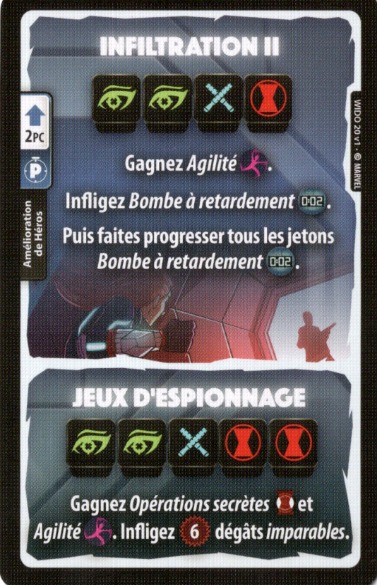 INFILTRATION II
2PC
P
Amélioration
de Héros
WIDO 20 v1 - © MARVEL
Gagnez Agilité.
Infligez Bombe à retardement 0:02.
Puis faites progresser tous les jetons
Bombe à retardement 0:02.
JEUX D'ESPIONNAGE
Gagnez Opérations secrètes et
Agilité. Infligez 6 dégâts imparables.